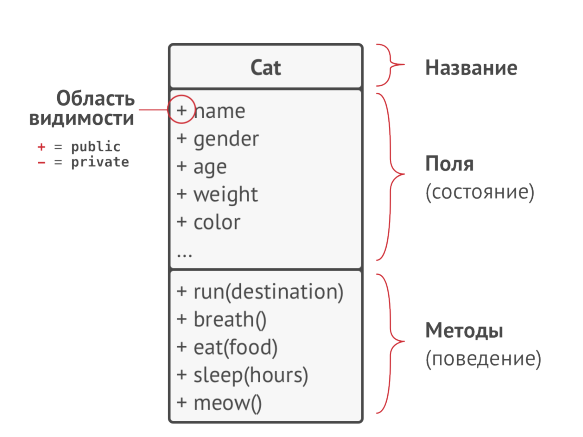 Cat
Название
Область
видимости
+ = public
− = private
+ name
+ gender
+ age
+ weight
+ color
...
Поля
(состояние)
+ run(destination)
+ breath()
+ eat(food)
+ sleep(hours)
+ meow()
Методы
(поведение)